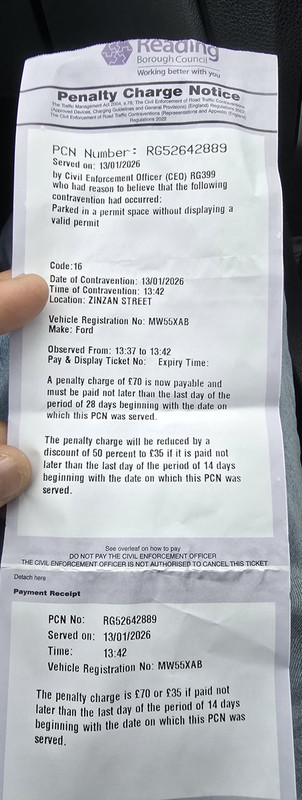 Reading
Borough Council
Working better with you
Penalty Charge Notice
The Traffic Management Act 2004, s.78; The Civil Enforcement of Road Traffic Contraventions
(Approved Devices, Charging Guidelines and General Provisions) (England) Regulations 2022
The Civil Enforcement of Road Traffic Contraventions (Representations and Appeals) (England)
Regulations 2022
PCN Number: RG52642889
Served on: 13/01/2026
by Civil Enforcement Officer (CEO) RG399
who had reason to believe that the following
contravention had occurred:
Parked in a permit space without displaying a
valid permit
Code:16
Date of Contravention: 13/01/2026
Time of Contravention: 13:42
Location: ZINZAN STREET
Vehicle Registration No: MW55XAB
Make: Ford
Observed From: 13:37 to 13:42
Pay & Display Ticket No: Expiry Time:
A penalty charge of £70 is now payable and
must be paid not later than the last day of the
period of 28 days beginning with the date on
which this PCN was served.
The penalty charge will be reduced by a
discount of 50 percent to £35 if it is paid not
later than the last day of the period of 14 days
beginning with the date on which this PCN was
served.
See overleaf on how to pay
DO NOT PAY THE CIVIL ENFORCEMENT OFFICER
THE CIVIL ENFORCEMENT OFFICER IS NOT AUTHORISED TO CANCEL THIS TICKET
Detach here
Payment Receipt
PCN No: RG52642889
Served on: 13/01/2026
Time: 13:42
Vehicle Registration No: MW55XAB
The penalty charge is £70 or £35 if paid not
later than the last day of the period of 14 days
beginning with the date on which this PCN was
served.